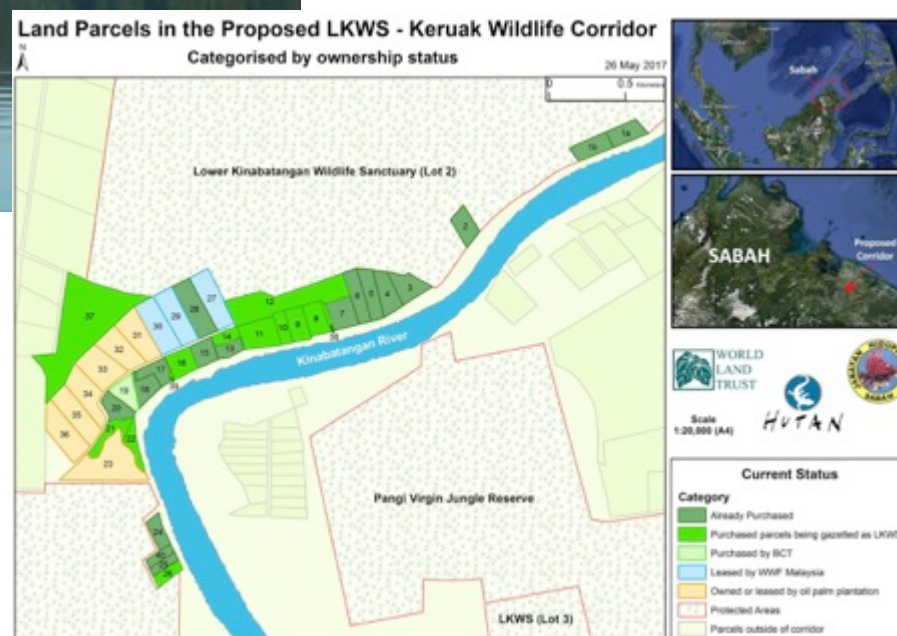 Land Parcels in the Proposed LKWS - Keruak Wildlife Corridor
Categorised by ownership status
26 May 2017
N
0
0.5 Kilometres
Lower Kinabatangan Wildlife Sanctuary (Lot 2)
1b
1a
2
3
4
5
6
7
8
9
10
11
12
13
14
15
16
17
18
19
20
21
22
23
27
28
29
30
31
32
33
34
35
36
37
Kinabatangan River
Pangi Virgin Jungle Reserve
LKWS (Lot 3)
Sabah
SABAH
Proposed
Corridor
WORLD
LAND
TRUST
HUTAN
SABAH
Scale
1:20,000 (A4)
Current Status
Category
Already Purchased
Purchased parcels being gazetted as LKWS
Purchased by BCT
Leased by WWF Malaysia
Owned or leased by oil palm plantation
Protected Areas
Parcels outside of corridor